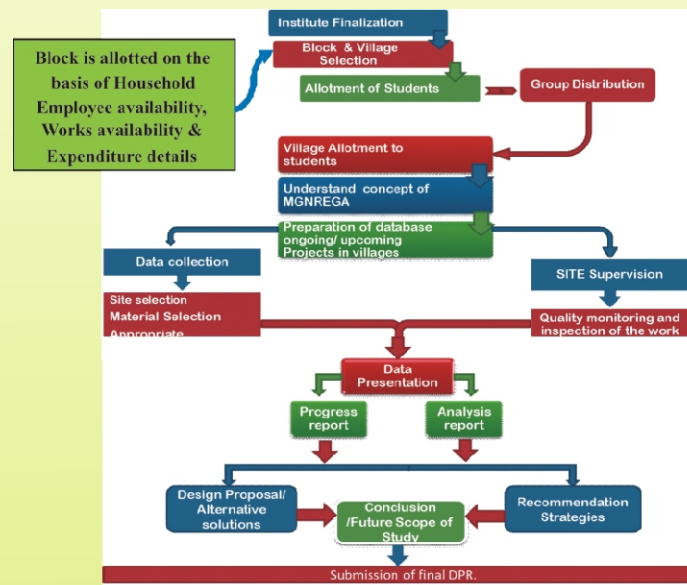 Institute Finalization
Block is allotted on the
basis of Household
Employee availability,
Works availability &
Expenditure details
Block & Village
Selection
Allotment of Students
Group Distribution
Village Allotment to
students
Understand concept of
MGNREGA
Preparation of database
ongoing/ upcoming
Projects in villages
Data collection
SITE Supervision
Site selection
Material Selection
Appropriate
Quality monitoring and
inspection of the work
Data
Presentation
Progress
report
Analysis
report
Design Proposal/
Alternative
solutions
Conclusion
/Future Scope of
Study
Recommendation
Strategies
Submission of final DPR.